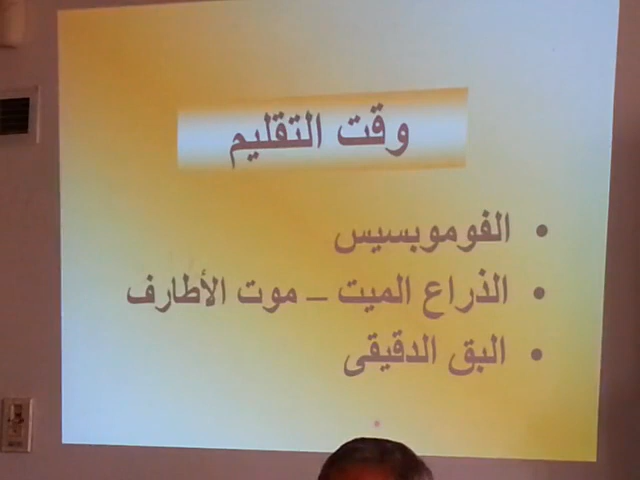 وقت التقليم
• الفوموبسيس
• الذراع الميت – موت الأطارف
• البق الدقيقى